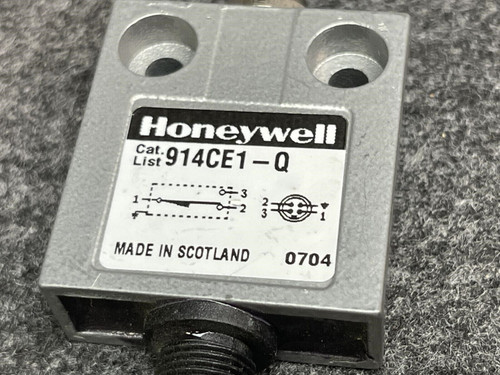 Honeywell
Cat. List 914CE1-Q
3
1 2
2
3 1
MADE IN SCOTLAND 0704